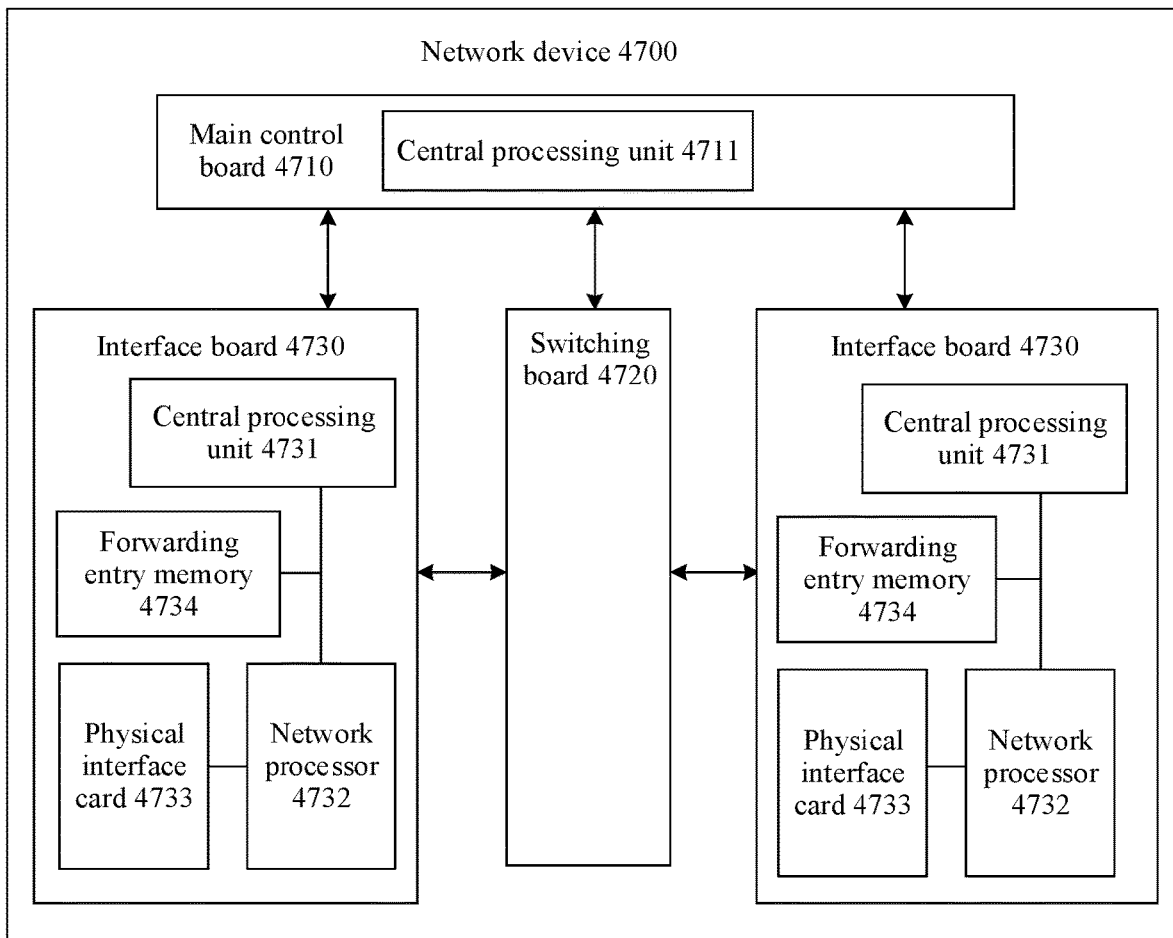 Network device 4700
Main control
board 4710
Central processing unit 4711
Interface board 4730
Central processing
unit 4731
Forwarding
entry memory
4734
Physical
interface
card 4733
Network
processor
4732
Switching
board 4720
Interface board 4730
Central processing
unit 4731
Forwarding
entry memory
4734
Physical
interface
card 4733
Network
processor
4732